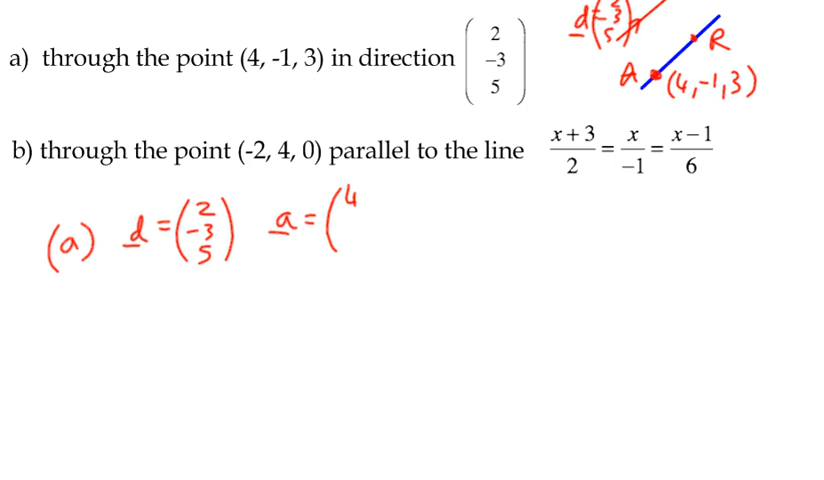 a) through the point (4, -1, 3) in direction (2 −3 5)
d = (2 -3 5)
A (4,-1,3)
R
b) through the point (-2, 4, 0) parallel to the line x+3/2 = x/−1 = x−1/6
(a) d = (2 -3 5) a = (4